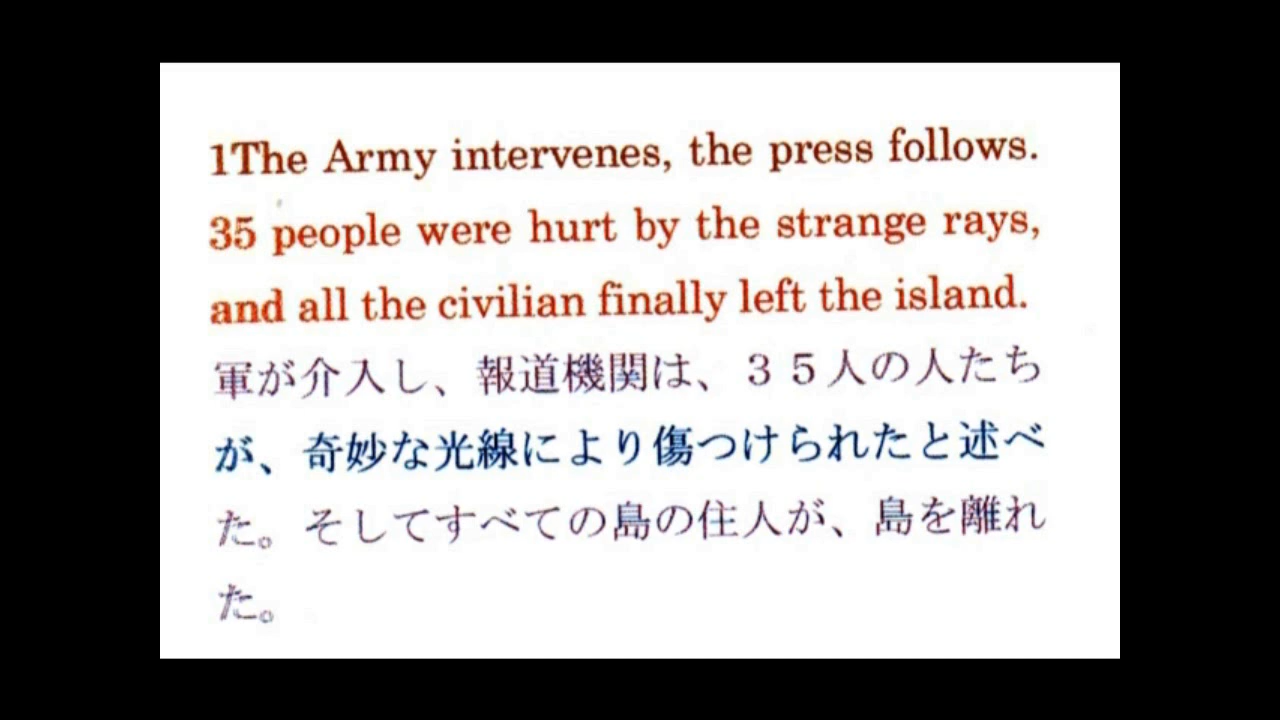 1The Army intervenes, the press follows.
35 people were hurt by the strange rays,
and all the civilian finally left the island.
軍が介入し、報道機関は、３５人の人たち
が、奇妙な光線により傷つけられたと述べ
た。そしてすべての島の住人が、島を離れ
た。